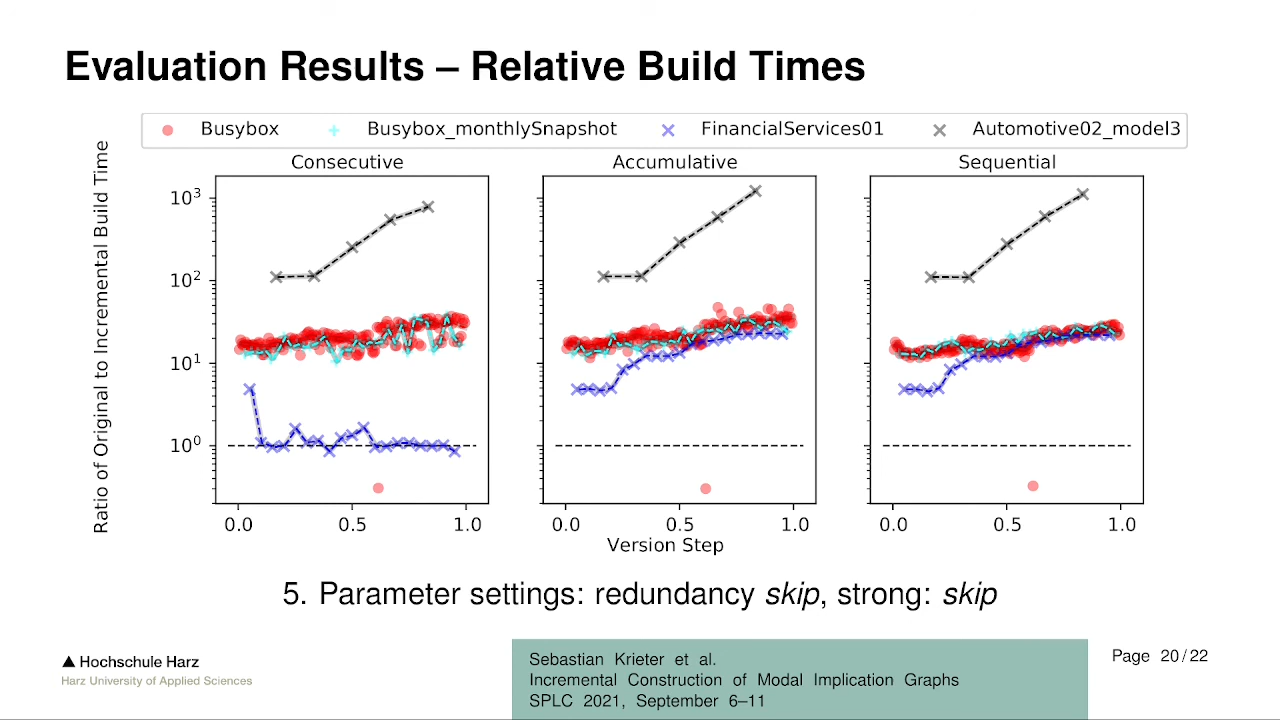 Evaluation Results – Relative Build Times
Busybox
Busybox_monthlySnapshot
FinancialServices01
Automotive02_model3
Consecutive
Accumulative
Sequential
Ratio of Original to Incremental Build Time
10³
10²
10¹
10⁰
0.0 0.5 1.0
0.0 0.5 1.0
0.0 0.5 1.0
Version Step
5. Parameter settings: redundancy skip, strong: skip
▲ Hochschule Harz
Harz University of Applied Sciences
Sebastian Krieter et al.
Incremental Construction of Modal Implication Graphs
SPLC 2021, September 6–11
Page 20/22